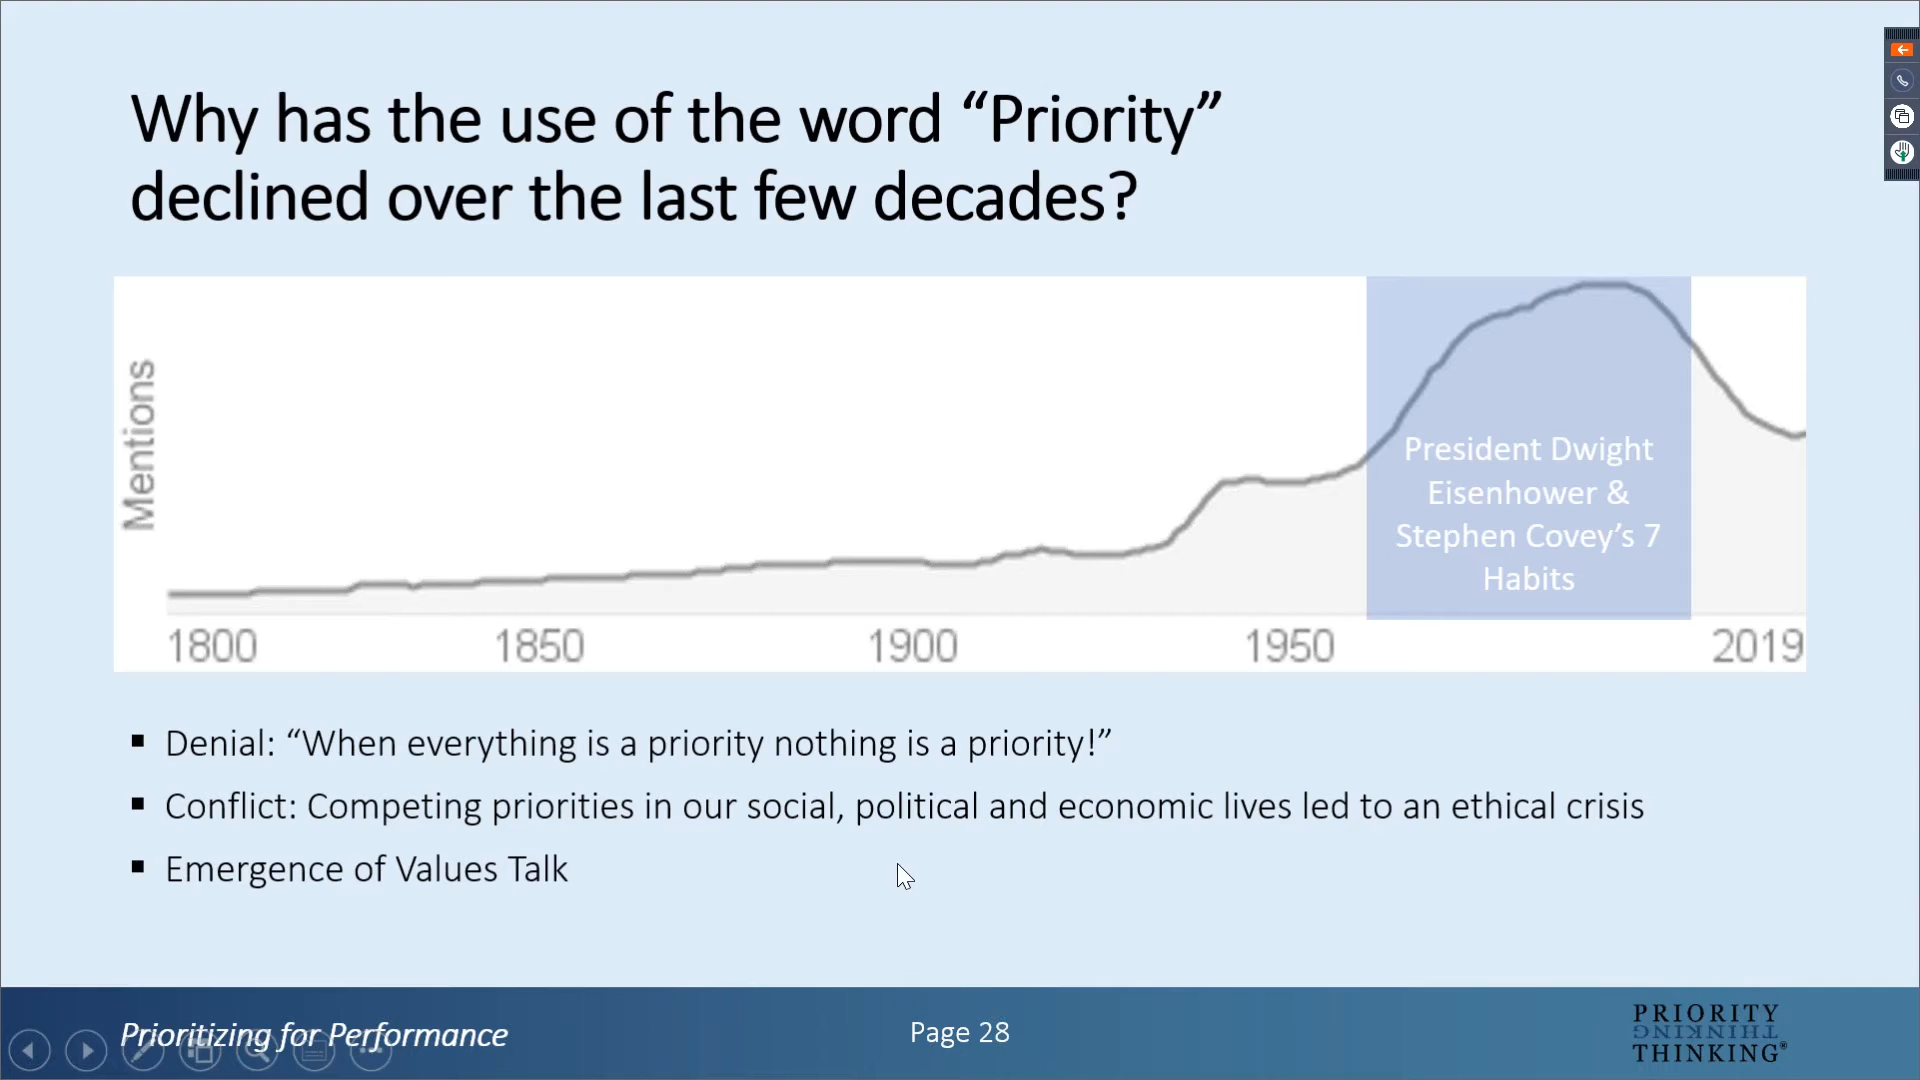 Why has the use of the word “Priority”
declined over the last few decades?
Mentions
President Dwight
Eisenhower &
Stephen Covey’s 7
Habits
1800 1850 1900 1950 2019
▪ Denial: “When everything is a priority nothing is a priority!”
▪ Conflict: Competing priorities in our social, political and economic lives led to an ethical crisis
▪ Emergence of Values Talk
Prioritizing for Performance
Page 28
PRIORITY
THINKING
THINKING®